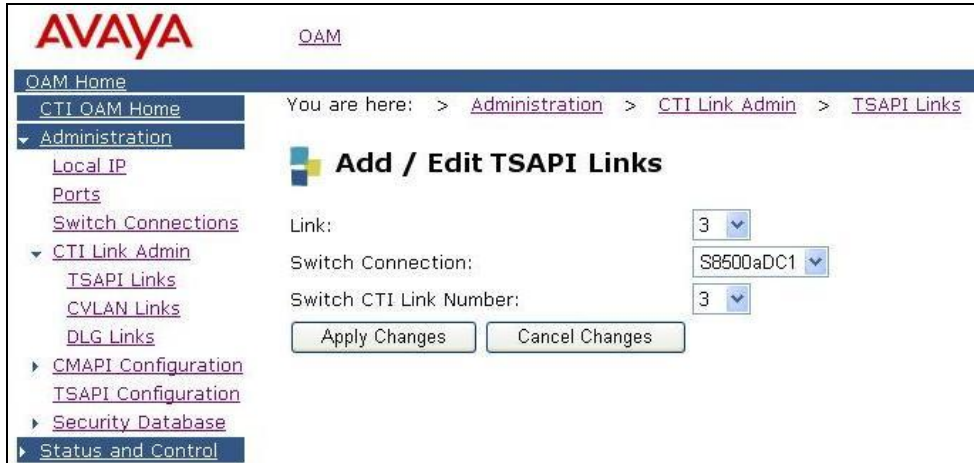 AVAYA
OAM
OAM Home
CTI OAM Home
You are here: > Administration > CTI Link Admin > TSAPI Links
Administration
Local IP
Ports
Switch Connections
CTI Link Admin
TSAPI Links
CVLAN Links
DLG Links
CMAPI Configuration
TSAPI Configuration
Security Database
Status and Control
Add / Edit TSAPI Links
Link: 3
Switch Connection: S8500aDC1
Switch CTI Link Number: 3
Apply Changes Cancel Changes